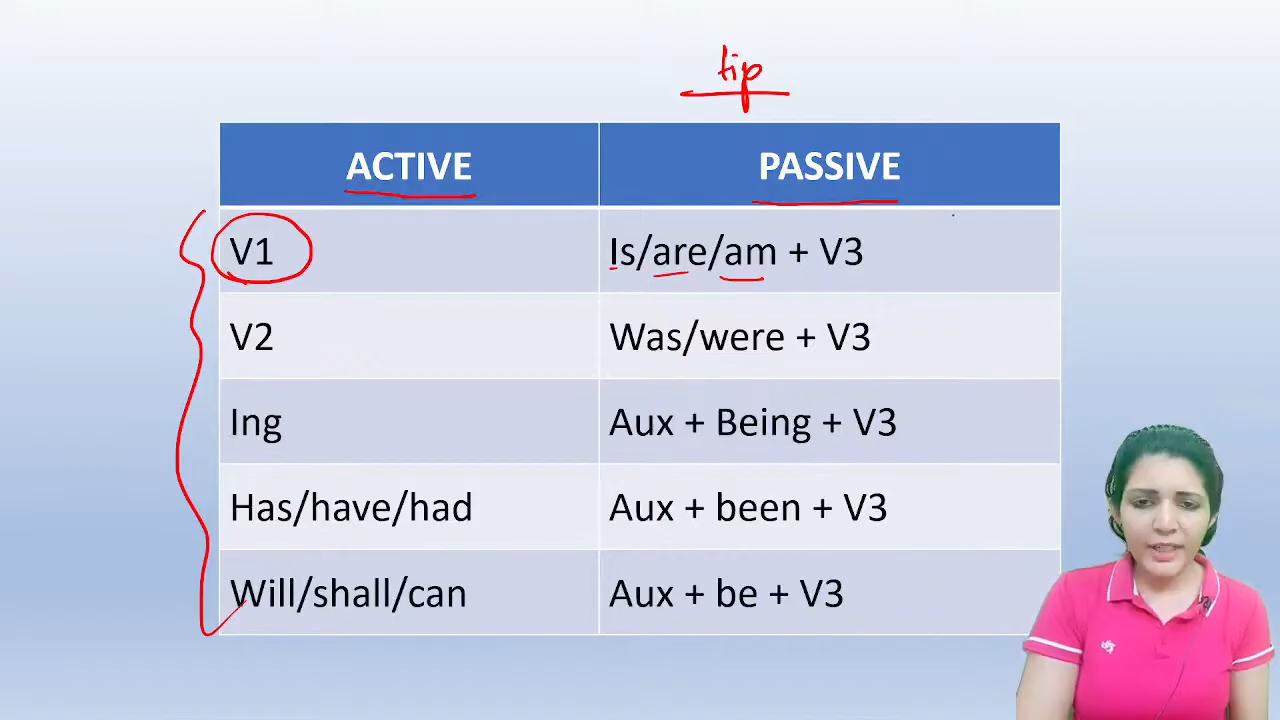 tip
ACTIVE PASSIVE
V1 Is/are/am + V3
V2 Was/were + V3
Ing Aux + Being + V3
Has/have/had Aux + been + V3
Will/shall/can Aux + be + V3